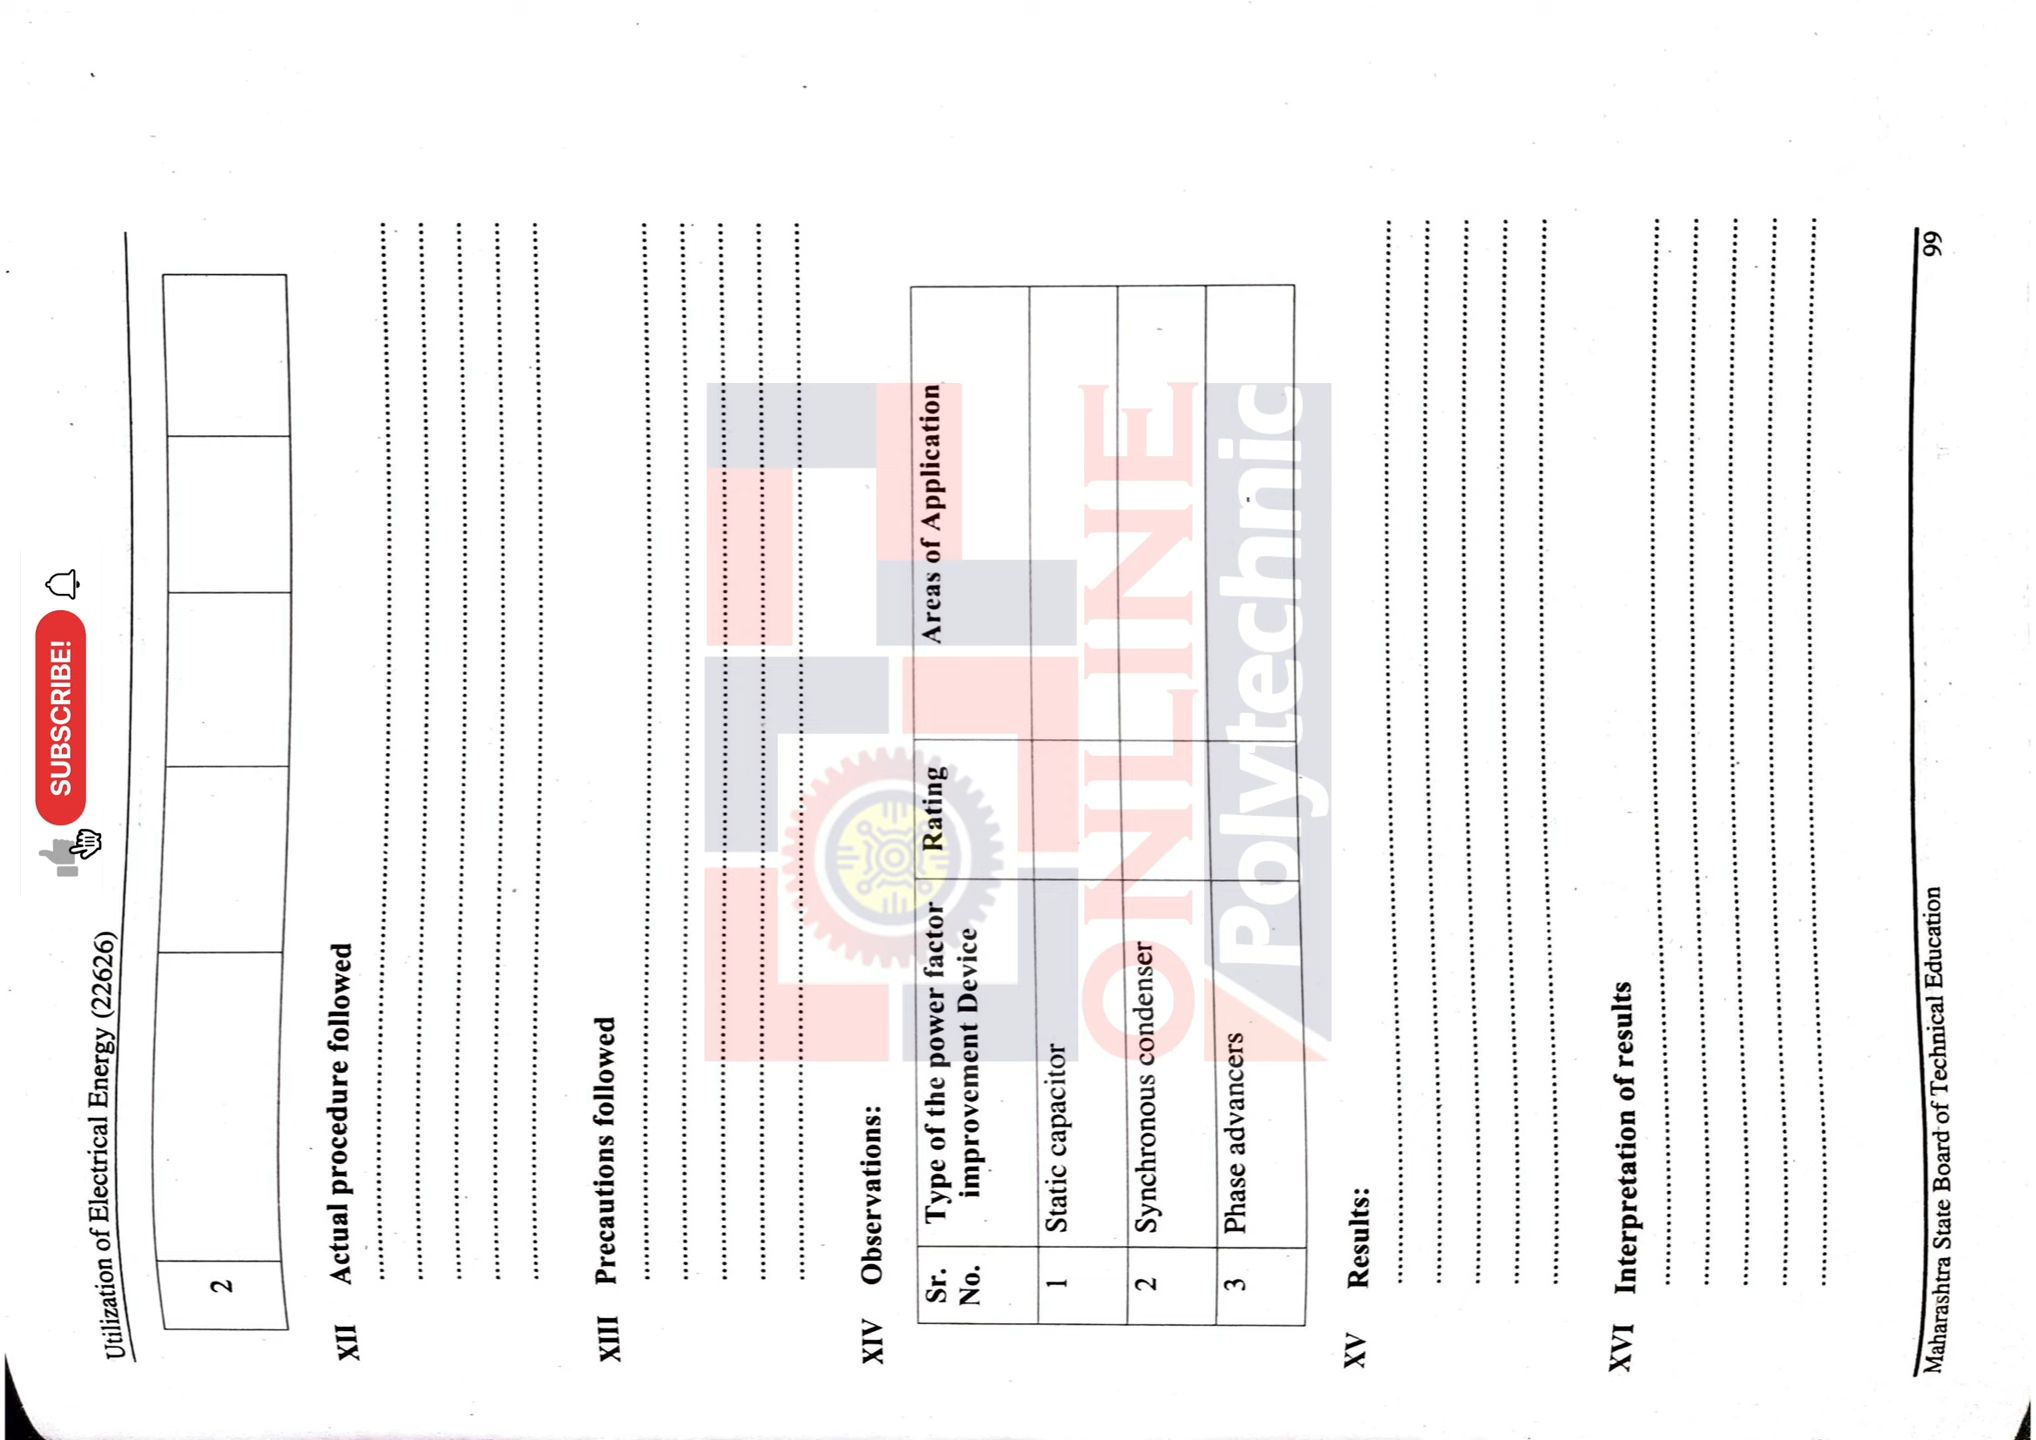 SUBSCRIBE!
Utilization of Electrical Energy (22626)
2
XII Actual procedure followed
XIII Precautions followed
XIV Observations:
Sr. No. Type of the power factor improvement Device Rating Areas of Application
1 Static capacitor
2 Synchronous condenser
3 Phase advancers
ONLINE
Polytechnic
XV Results:
XVI Interpretation of results
Maharashtra State Board of Technical Education 99